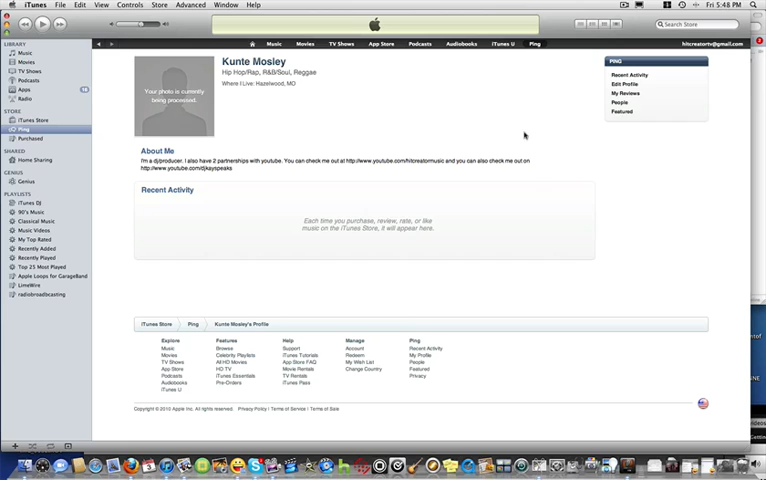 iTunes File Edit View Controls Store Advanced Window Help
Fri 5:48 PM
Search Store
LIBRARY
Music
Movies
TV Shows
Podcasts
Apps
Radio
STORE
iTunes Store
Ping
Purchased
SHARED
Home Sharing
GENIUS
Genius
PLAYLISTS
iTunes DJ
90's Music
Classical Music
Music Videos
My Top Rated
Recently Added
Recently Played
Top 25 Most Played
Apple Loops for GarageBand
LimeWire
radiobroadbcasting
Music Movies TV Shows App Store Podcasts Audiobooks iTunes U Ping
hitcreatortv@gmail.com
Your photo is currently
being processed.
Kunte Mosley
Hip Hop/Rap, R&B/Soul, Reggae
Where I Live: Hazelwood, MO
PING
Recent Activity
Edit Profile
My Reviews
People
Featured
About Me
I'm a dj/producer. I also have 2 partnerships with youtube. You can check me out at http://www.youtube.com/hitcreatormusic and you can also check me out on
http://www.youtube.com/djkayspeaks
Recent Activity
Each time you purchase, review, rate, or like
music on the iTunes Store, it will appear here.
iTunes Store Ping Kunte Mosley's Profile
Explore
Music
Movies
TV Shows
App Store
Podcasts
Audiobooks
iTunes U
Features
Browse
Celebrity Playlists
All HD Movies
HD TV
iTunes Essentials
Pre-Orders
Help
Support
iTunes Tutorials
App Store FAQ
Movie Rentals
TV Rentals
iTunes Pass
Manage
Account
Redeem
My Wish List
Change Country
Ping
Recent Activity
My Profile
People
Featured
Privacy
Copyright © 2010 Apple Inc. All rights reserved. Privacy Policy | Terms of Service | Terms of Sale